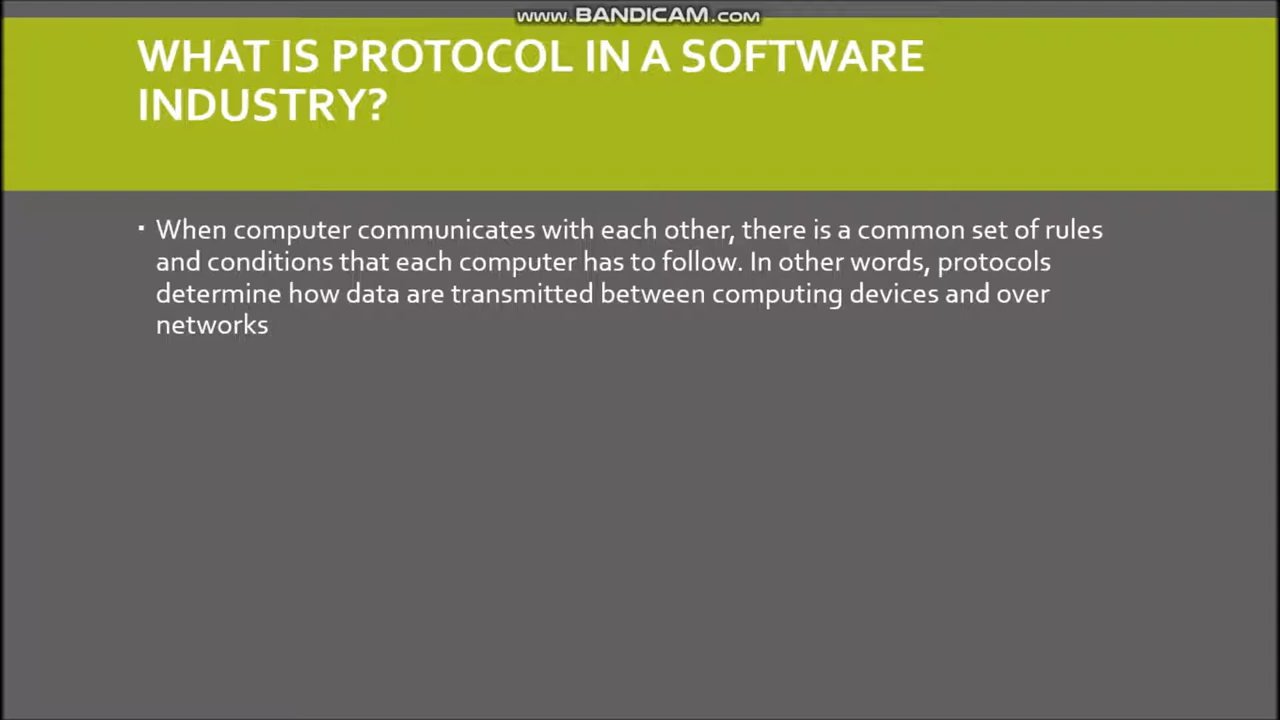 www.BANDICAM.com
WHAT IS PROTOCOL IN A SOFTWARE
INDUSTRY?
▪ When computer communicates with each other, there is a common set of rules
and conditions that each computer has to follow. In other words, protocols
determine how data are transmitted between computing devices and over
networks